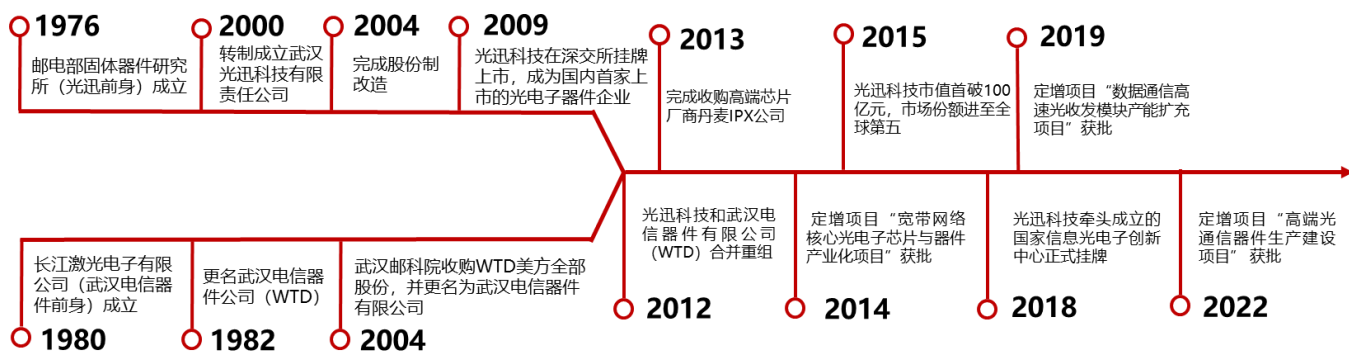 1976
邮电部固体器件研究
所（光迅前身）成立
2000
转制成立武汉
光迅科技有限
责任公司
2004
完成股份制
改造
2009
光迅科技在深交所挂牌
上市，成为国内首家上
市的光电子器件企业
2013
完成收购高端芯片
厂商丹麦IPX公司
2015
光迅科技市值首破100
亿元，市场份额进至全
球第五
2019
定增项目“数据通信高
速光收发模块产能扩充
项目”获批
长江激光电子有限
公司（武汉电信器
件前身）成立
1980
更名武汉电信器
件公司（WTD）
1982
武汉邮科院收购WTD美方全部
股份，并更名为武汉电信器件
有限公司
2004
光迅科技和武汉电
信器件有限公司
（WTD）合并重组
2012
定增项目“宽带网络
核心光电子芯片与器件
产业化项目”获批
2014
光迅科技牵头成立的
国家信息光电子创新
中心正式挂牌
2018
定增项目“高端光
通信器件生产建设
项目”获批
2022